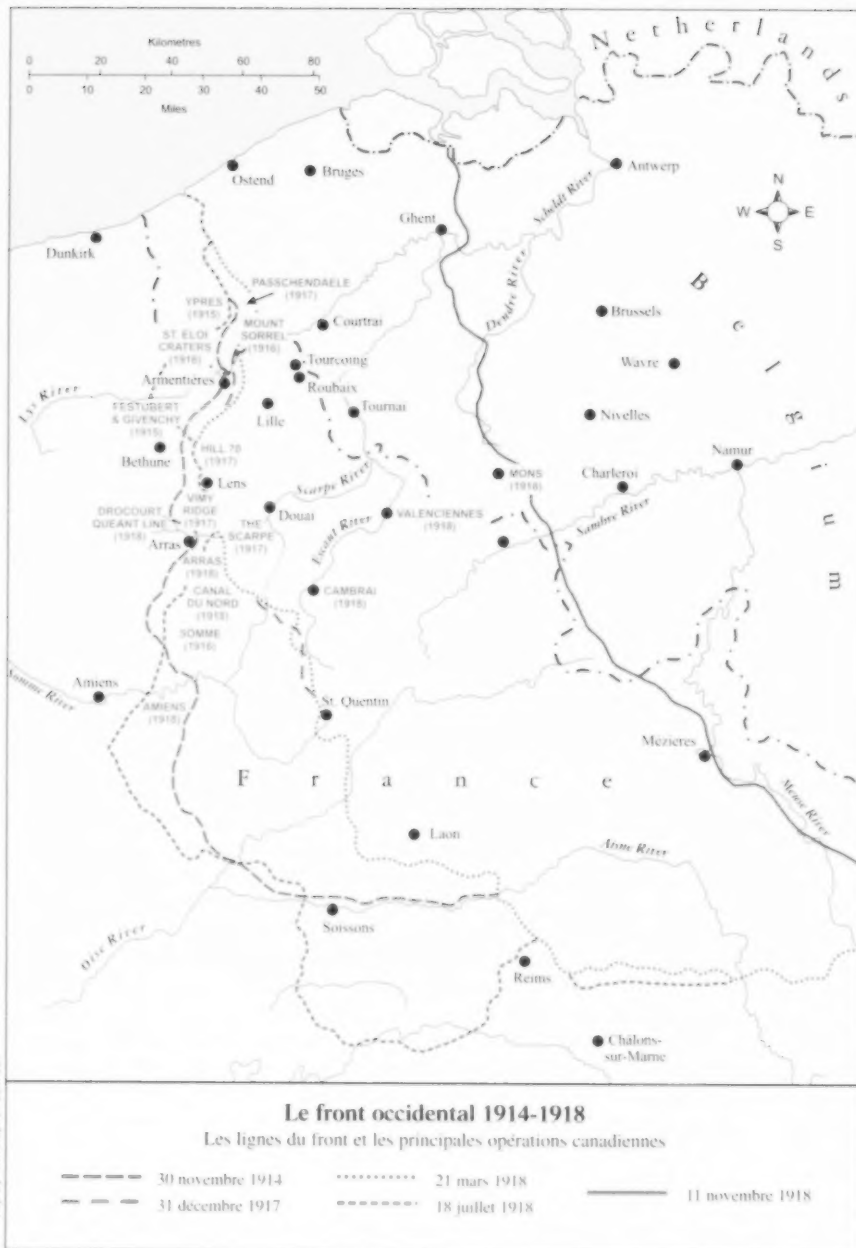 Kilometres
0 10 20 30 40 50 60 70 80
0 10 20 30 40 50
Miles
Netherlands
Ostend
Bruges
Antwerp
N
W E
S
Scheldt River
Ghent
Dunkirk
Dendre River
PASSCHENDAELE
(1917)
YPRES
(1915)
Belgium
Brussels
ST. ELOI
CRATERS
(1916)
MOUNT
SORREL
(1916)
Courtrai
Tourcoing
Wavre
Armentières
Roubaix
Lys River
Lille
Tournai
Nivelles
FESTUBERT
& GIVENCHY
(1915)
Bethune
HILL 70
(1917)
Namur
Lens
Scarpe River
MONS
(1918)
Charleroi
VIMY
RIDGE
(1917)
DROCOURT
QUEANT LINE
(1918)
Douai
THE
SCARPE
(1917)
Escaut River
VALENCIENNES
(1918)
Sambre River
Arras
ARRAS
(1918)
CANAL
DU NORD
(1918)
CAMBRAI
(1918)
SOMME
(1916)
Amiens
Somme River
AMIENS
(1918)
St. Quentin
Mezieres
France
Meuse River
Laon
Aisne River
Oise River
Soissons
Reims
Châlons-
sur-Marne
Le front occidental 1914-1918
Les lignes du front et les principales opérations canadiennes
30 novembre 1914
21 mars 1918
11 novembre 1918
31 décembre 1917
18 juillet 1918